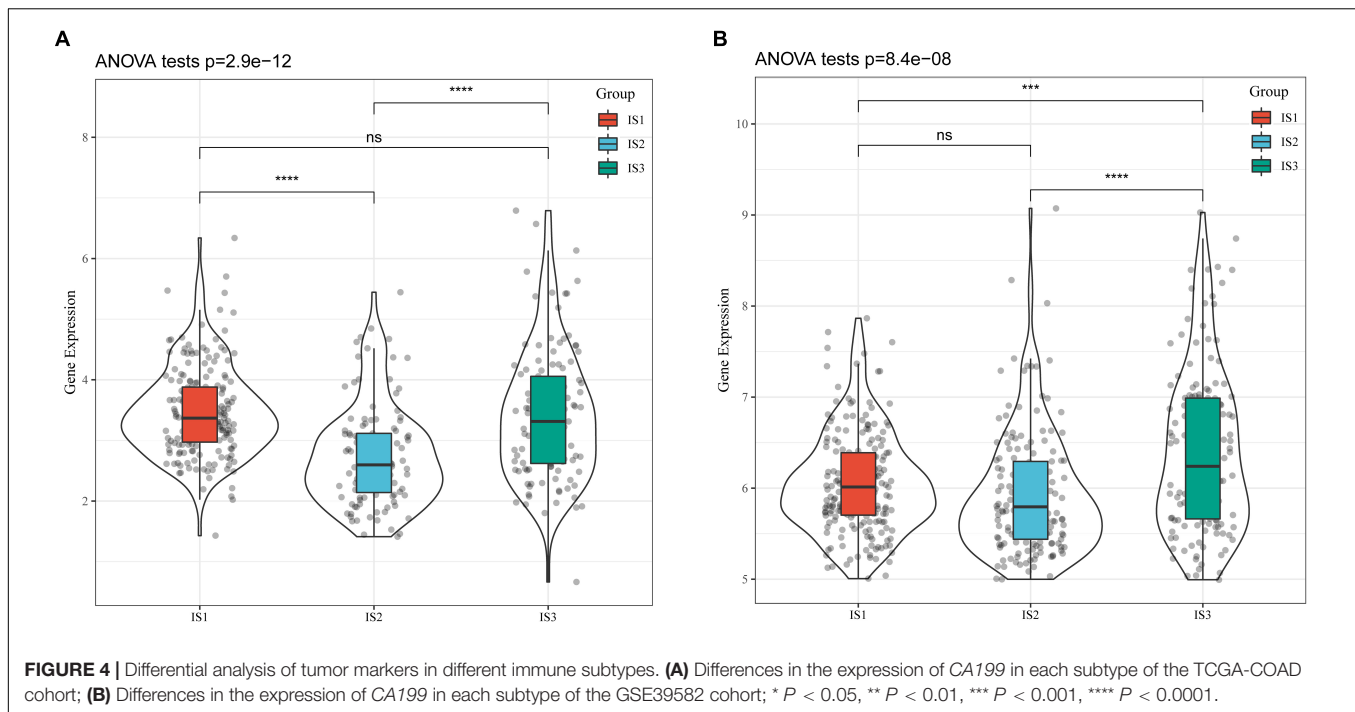 A
ANOVA tests p=2.9e−12
Group
IS1
IS2
IS3
****
ns
****
8
6
4
2
Gene Expression
IS1
IS2
IS3
B
ANOVA tests p=8.4e−08
Group
IS1
IS2
IS3
***
ns
****
10
9
8
7
6
5
Gene Expression
IS1
IS2
IS3
FIGURE 4 | Differential analysis of tumor markers in different immune subtypes. (A) Differences in the expression of CA199 in each subtype of the TCGA-COAD
cohort; (B) Differences in the expression of CA199 in each subtype of the GSE39582 cohort; * P < 0.05, ** P < 0.01, *** P < 0.001, **** P < 0.0001.